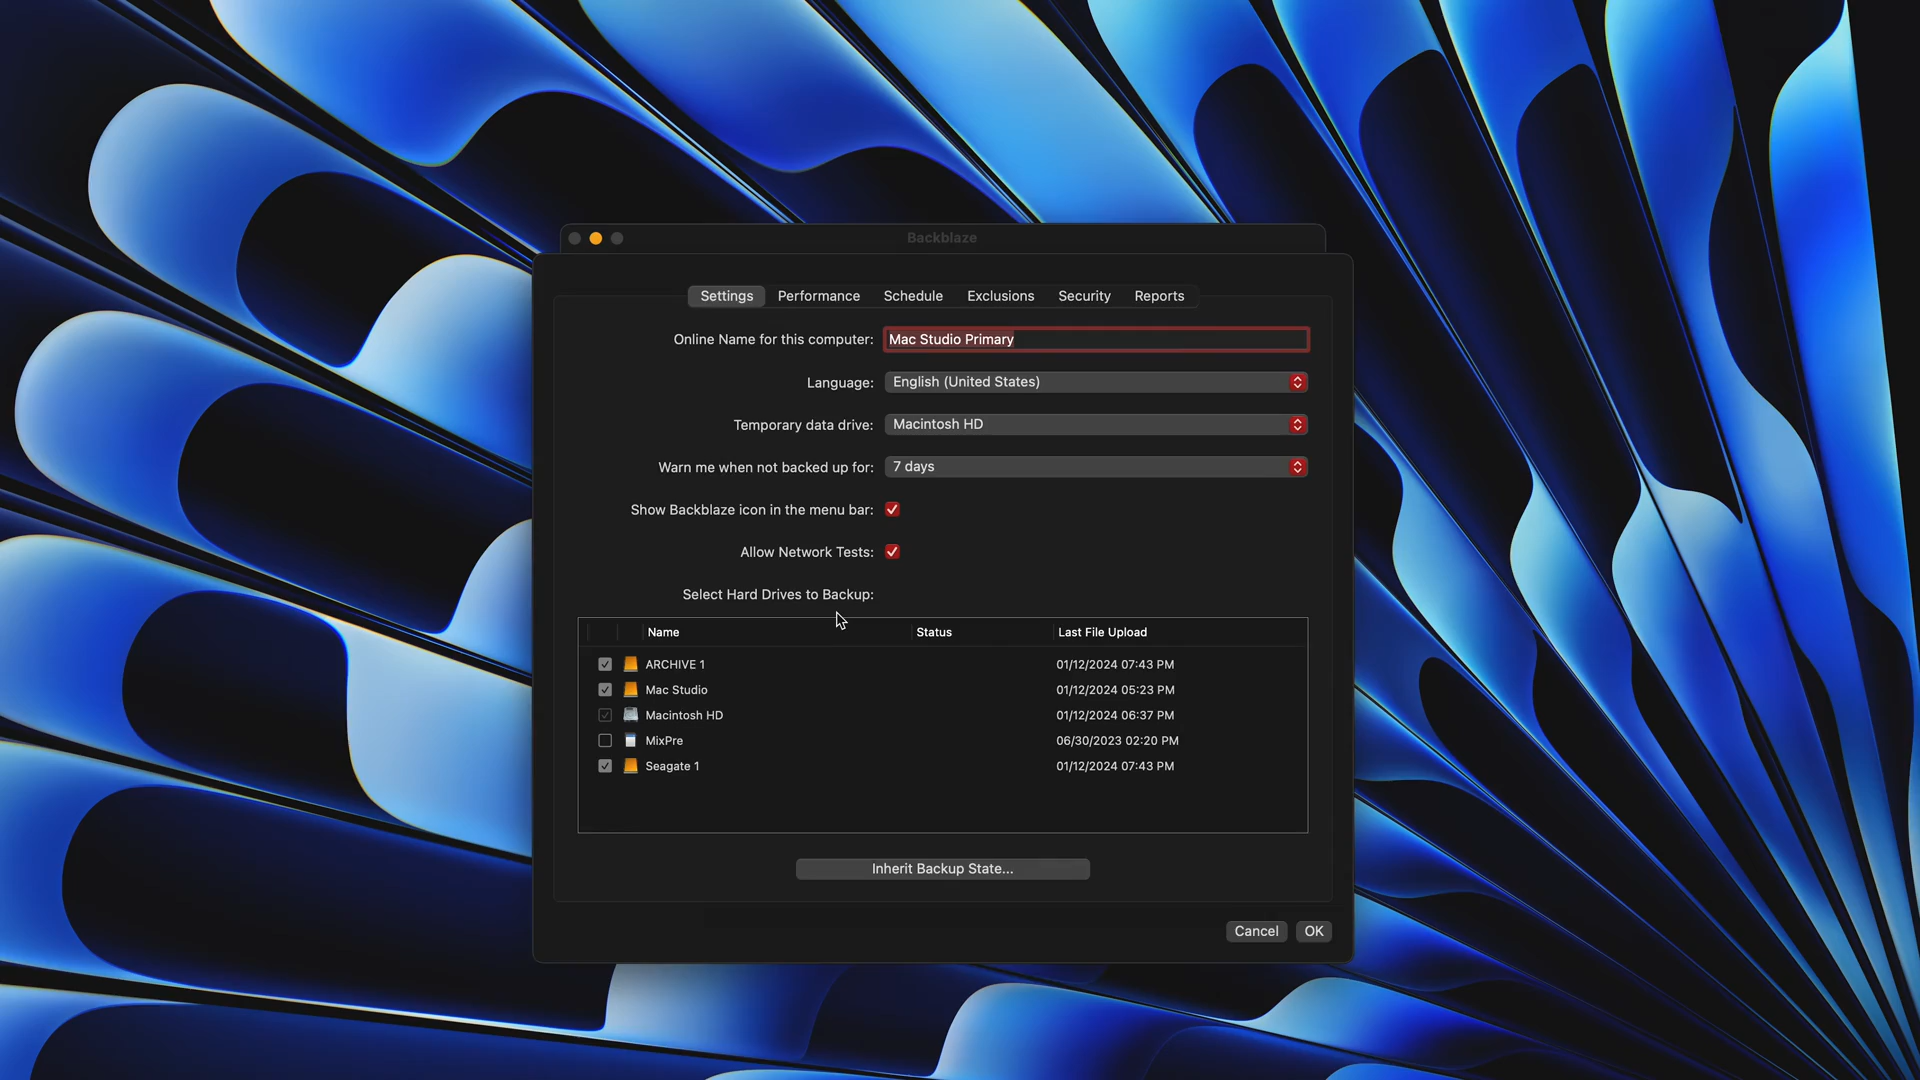 Backblaze
Settings Performance Schedule Exclusions Security Reports
Online Name for this computer: Mac Studio Primary
Language: English (United States)
Temporary data drive: Macintosh HD
Warn me when not backed up for: 7 days
Show Backblaze icon in the menu bar:
Allow Network Tests:
Select Hard Drives to Backup:
Name Status Last File Upload
ARCHIVE 1 01/12/2024 07:43 PM
Mac Studio 01/12/2024 05:23 PM
Macintosh HD 01/12/2024 06:37 PM
MixPre 06/30/2023 02:20 PM
Seagate 1 01/12/2024 07:43 PM
Inherit Backup State...
Cancel OK